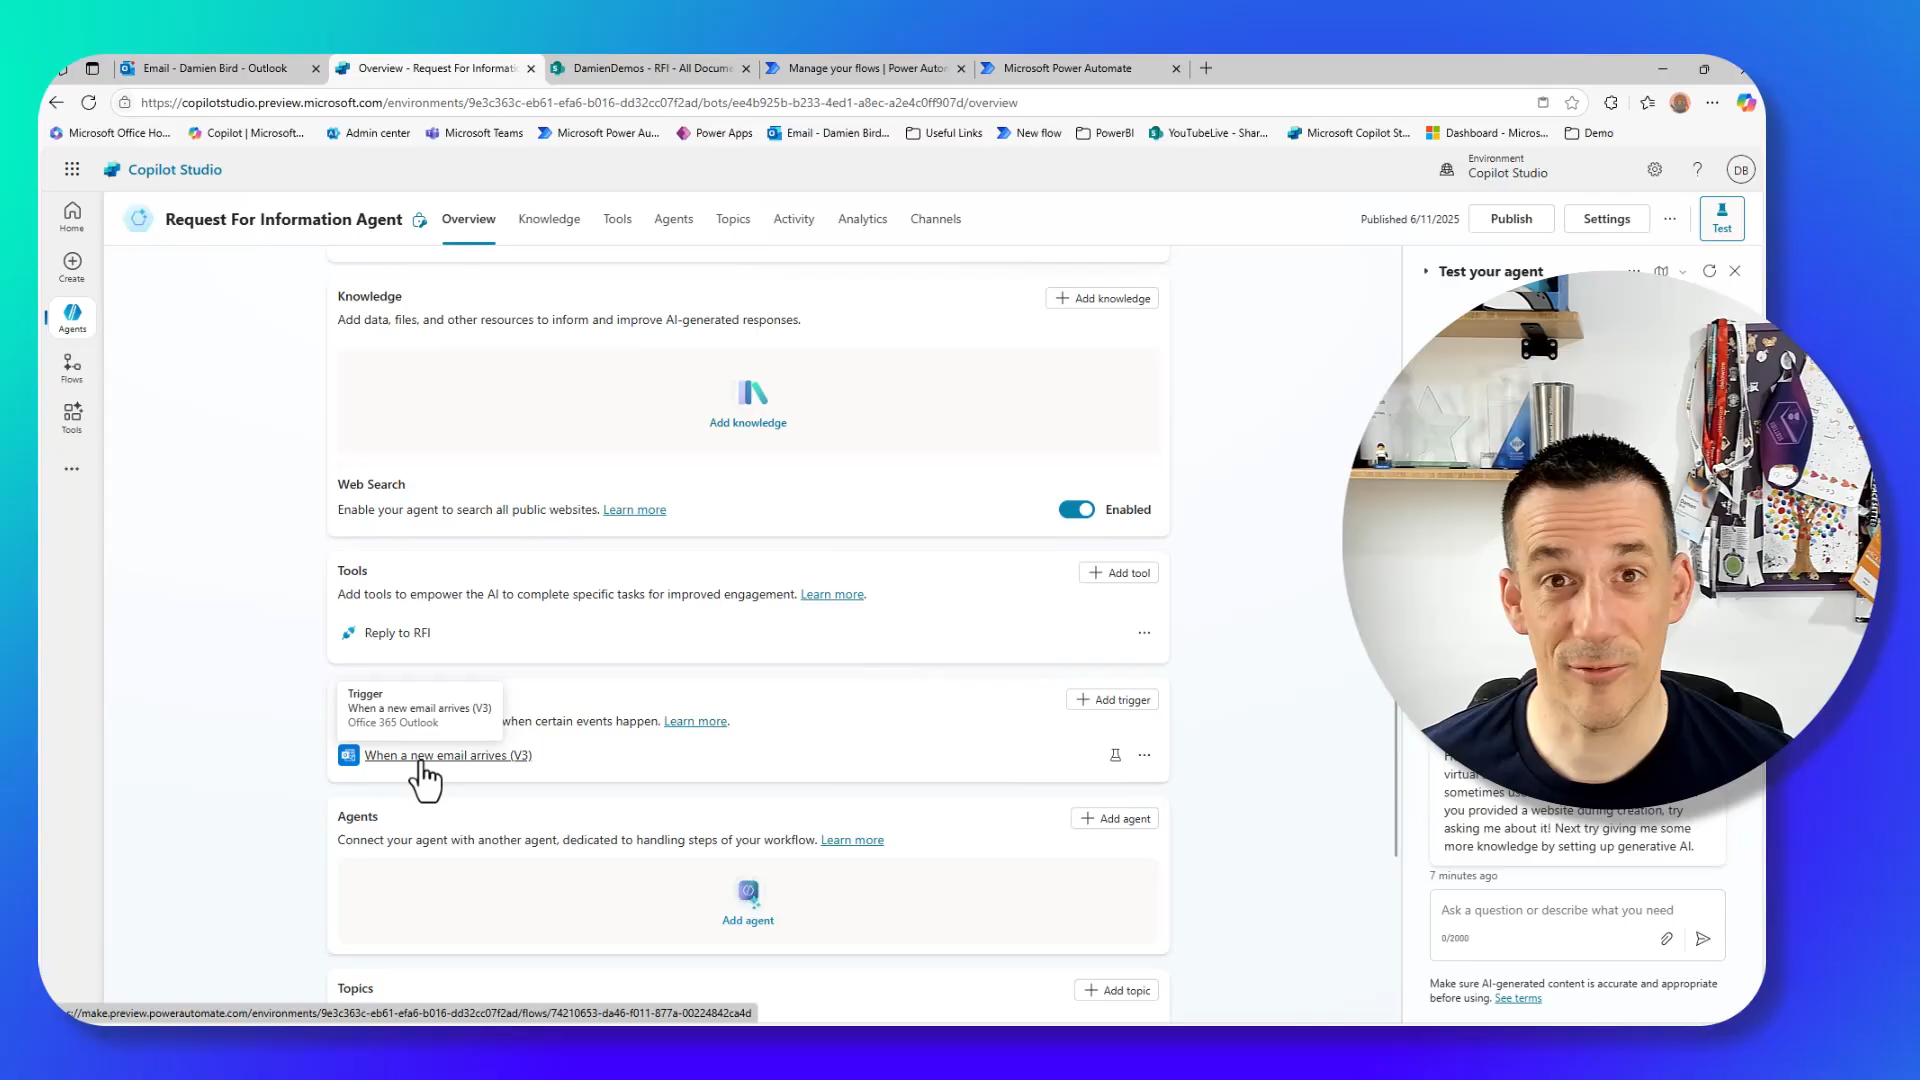 Email - Damien Bird - Outlook
Overview - Request For Informatio
DamienDemos - RFI - All Docume
Manage your flows | Power Autom
Microsoft Power Automate
https://copilotstudio.preview.microsoft.com/environments/9e3c363c-eb61-efa6-b016-dd32cc07f2ad/bots/ee4b925b-b233-4ed1-a8ec-a2e4c0ff907d/overview
Microsoft Office Ho...
Copilot | Microsoft...
Admin center
Microsoft Teams
Microsoft Power Au...
Power Apps
Email - Damien Bird...
Useful Links
New flow
PowerBI
YouTubeLive - Shar...
Microsoft Copilot St...
Dashboard - Micros...
Demo
Copilot Studio
Environment
Copilot Studio
DB
Home
Create
Agents
Flows
Tools
Request For Information Agent
Overview
Knowledge
Tools
Agents
Topics
Activity
Analytics
Channels
Published 6/11/2025
Publish
Settings
Test
Knowledge
Add knowledge
Add data, files, and other resources to inform and improve AI-generated responses.
Add knowledge
Web Search
Enable your agent to search all public websites. Learn more
Enabled
Tools
Add tool
Add tools to empower the AI to complete specific tasks for improved engagement. Learn more.
Reply to RFI
Trigger
When a new email arrives (V3)
Office 365 Outlook
Add trigger
when certain events happen. Learn more.
When a new email arrives (V3)
Agents
Add agent
Connect your agent with another agent, dedicated to handling steps of your workflow. Learn more
Add agent
Topics
Add topic
://make.preview.powerautomate.com/environments/9e3c363c-eb61-efa6-b016-dd32cc07f2ad/flows/74210653-da46-f011-877a-00224842ca4d
Test your agent
virtual
sometimes
you provided a website during creation, try
asking me about it! Next try giving me some
more knowledge by setting up generative AI.
7 minutes ago
Ask a question or describe what you need
0/2000
Make sure AI-generated content is accurate and appropriate
before using. See terms